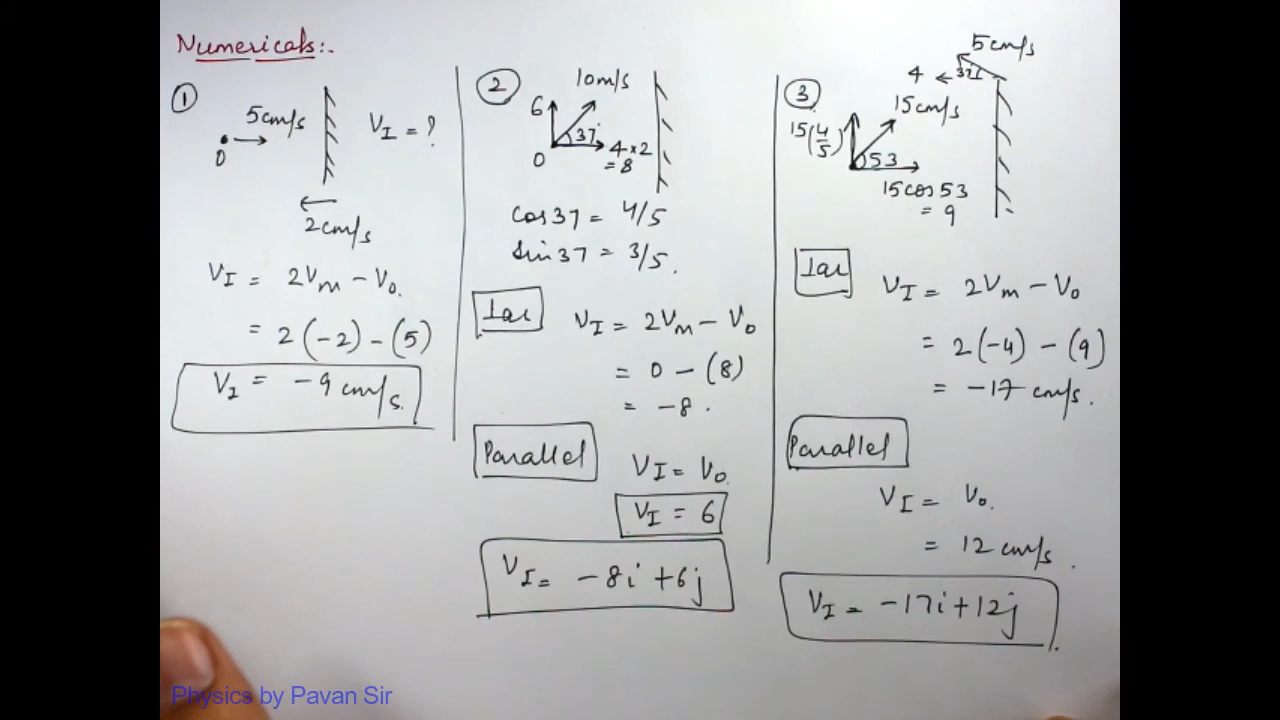 Numericals:-
1
5cm/s
O
V_I = ?
2cm/s
V_I = 2V_m - V_o.
= 2(-2) - (5)
V_I = -9 cm/s.
2
10m/s
6
37°
O
4×2
= 8
cos37 = 4/5
sin37 = 3/5.
⊥ar
V_I = 2V_m - V_o
= 0 - (8)
= -8.
Parallel
V_I = V_o.
V_I = 6
V_I = -8i + 6j
3
5cm/s
4
37
15cm/s
15(4/5)
53
15cos53
= 9
⊥ar
V_I = 2V_m - V_o
= 2(-4) - (9)
= -17 cm/s.
Parallel
V_I = V_o.
= 12 cm/s.
V_I = -17i + 12j
Physics by Pavan Sir